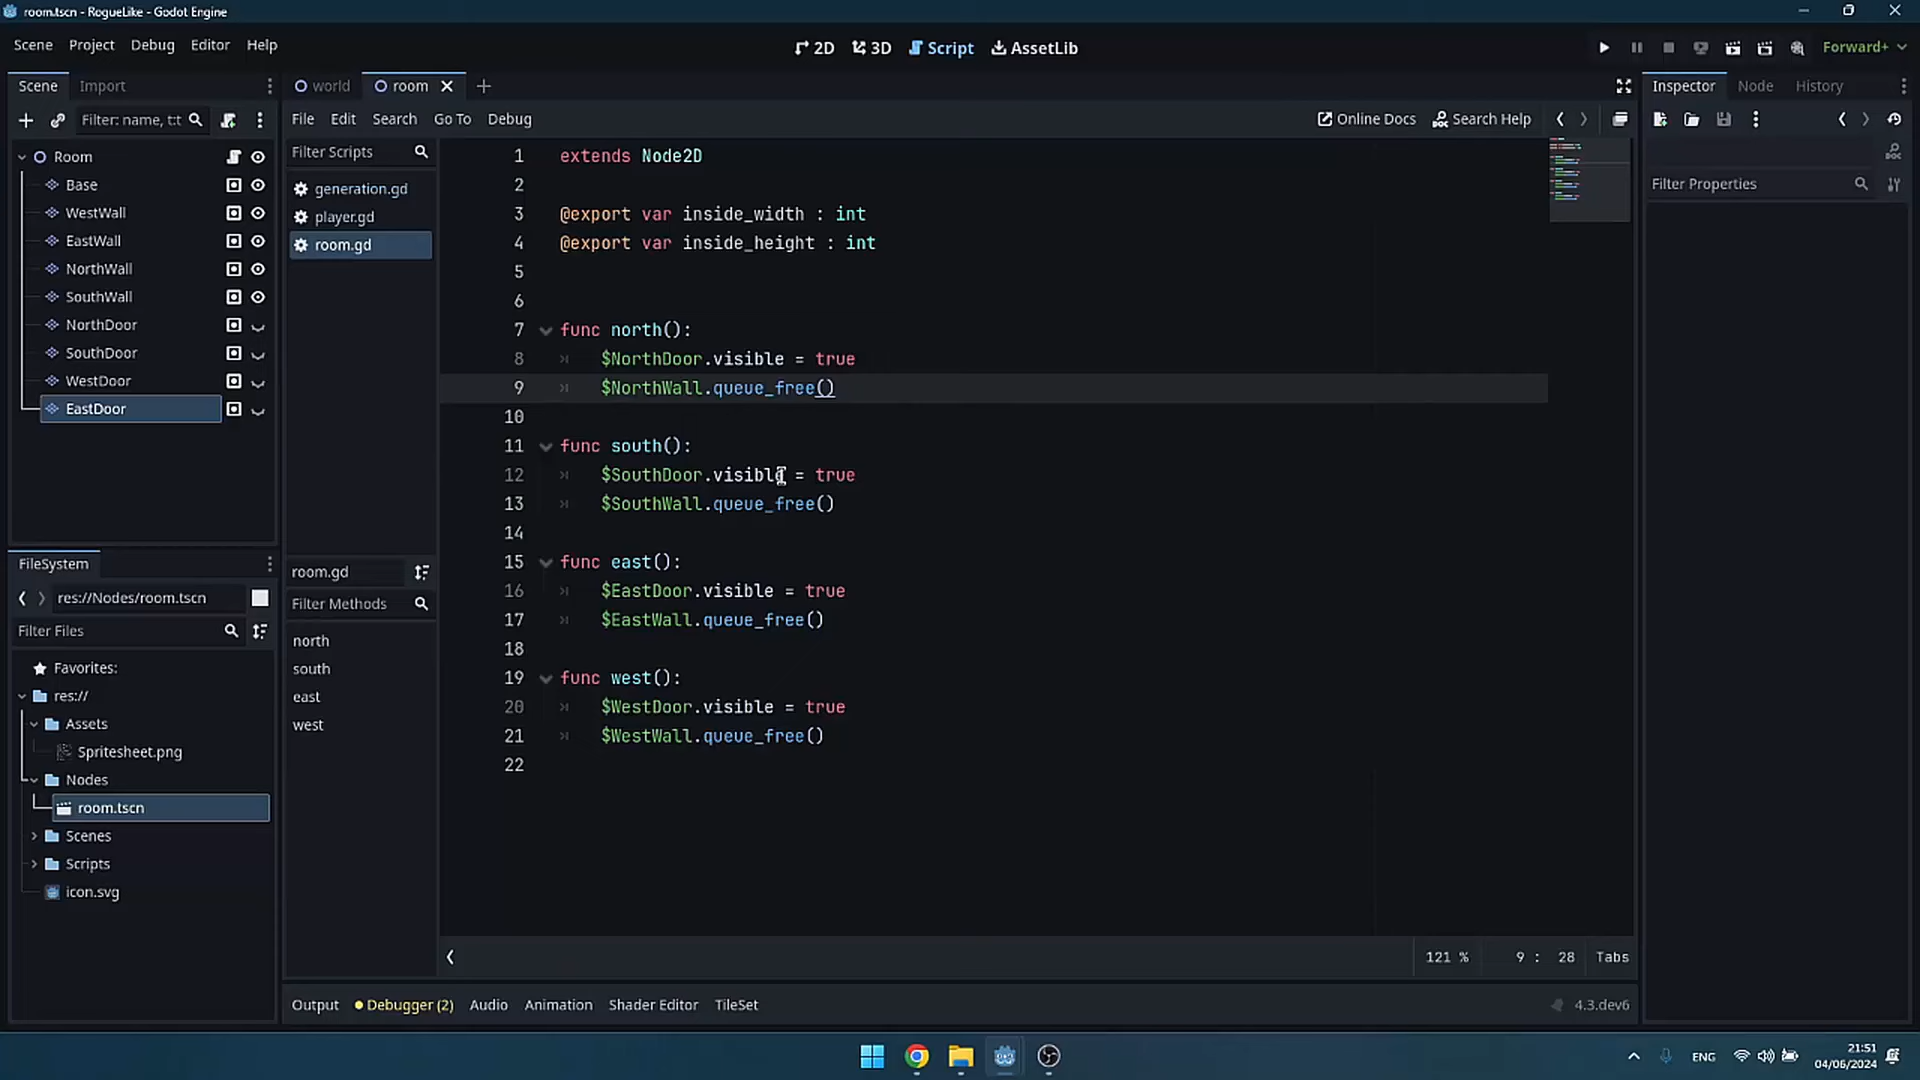 room.tscn - RogueLike - Godot Engine
Scene Project Debug Editor Help
2D 3D Script AssetLib
Forward+
Scene Import
world room
Inspector Node History
Filter: name, t:t
File Edit Search Go To Debug
Online Docs Search Help
Filter Properties
Room
Base
WestWall
EastWall
NorthWall
SouthWall
NorthDoor
SouthDoor
WestDoor
EastDoor
Filter Scripts
generation.gd
player.gd
room.gd
room.gd
Filter Methods
north
south
east
west
1 extends Node2D
2
3 @export var inside_width : int
4 @export var inside_height : int
5
6
7 func north():
8 $NorthDoor.visible = true
9 $NorthWall.queue_free()
10
11 func south():
12 $SouthDoor.visible = true
13 $SouthWall.queue_free()
14
15 func east():
16 $EastDoor.visible = true
17 $EastWall.queue_free()
18
19 func west():
20 $WestDoor.visible = true
21 $WestWall.queue_free()
22
FileSystem
res://Nodes/room.tscn
Filter Files
Favorites:
res://
Assets
Spritesheet.png
Nodes
room.tscn
Scenes
Scripts
icon.svg
121 % 9 : 28 Tabs
Output Debugger (2) Audio Animation Shader Editor TileSet
4.3.dev6
ENG
21:51
04/06/2024